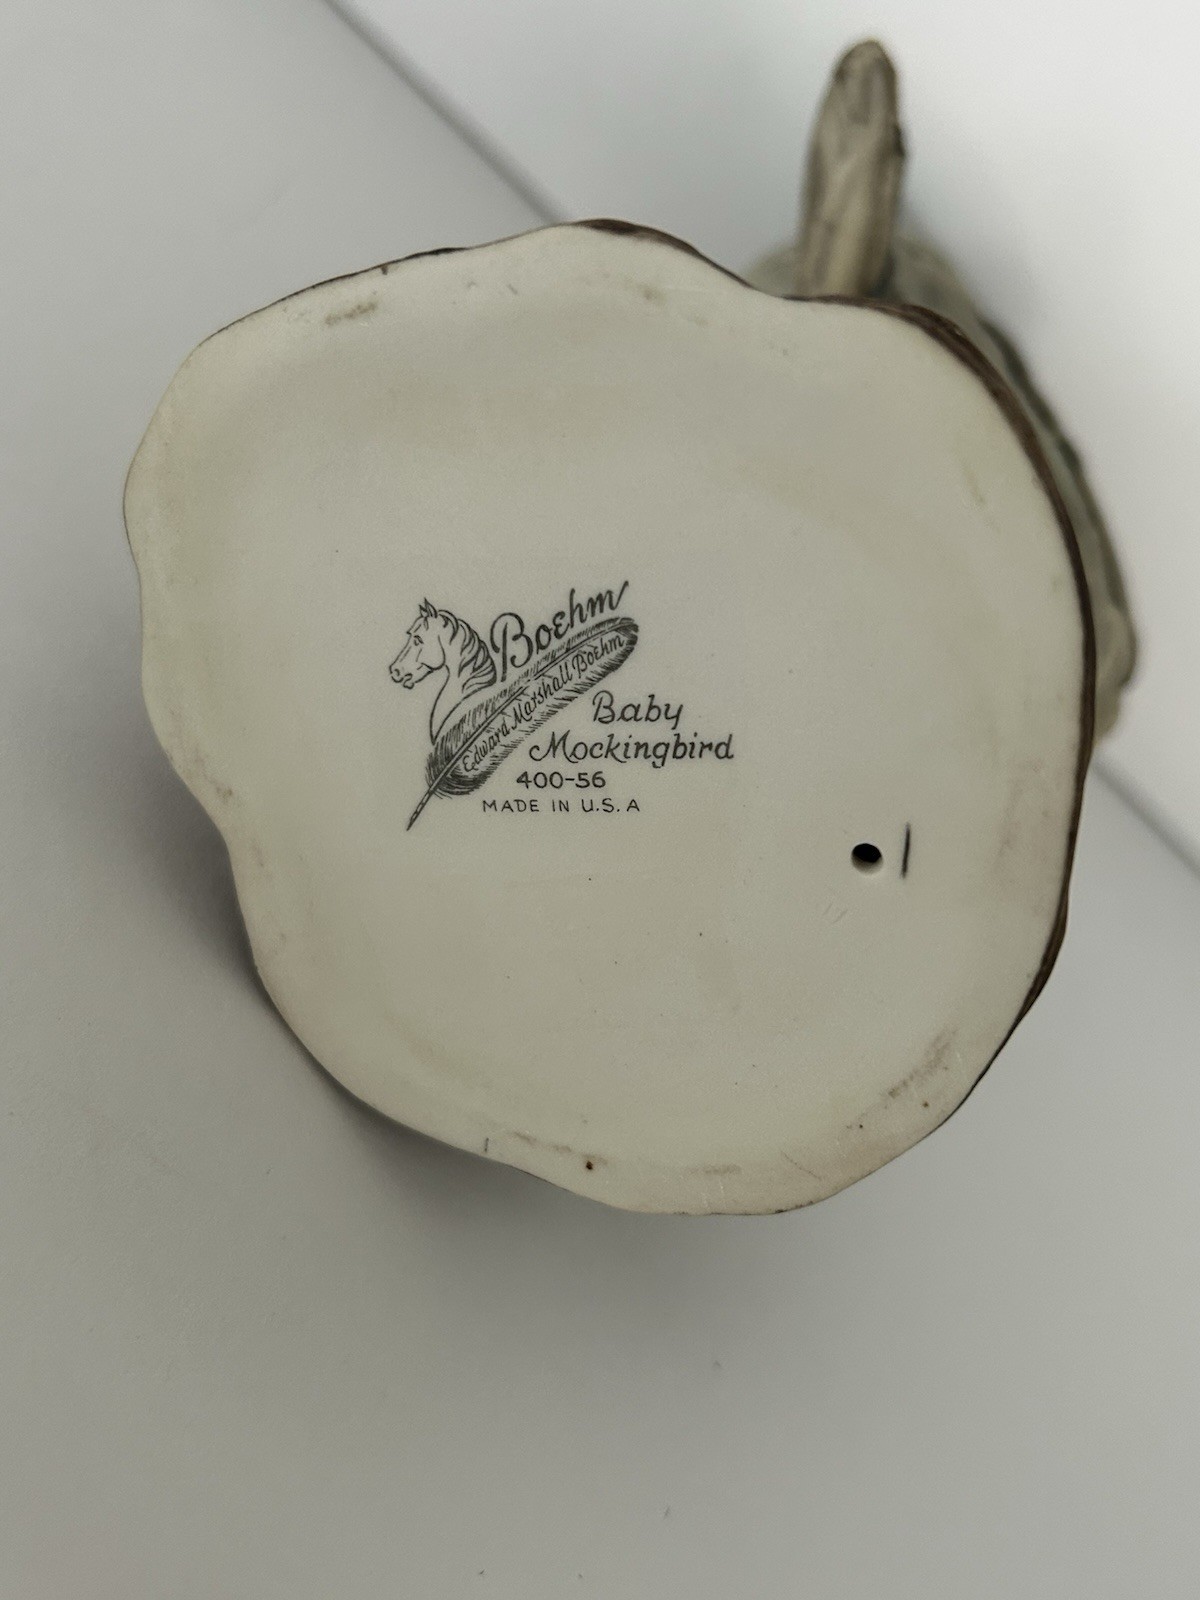 Boehm
Edward Marshall Boehm
Baby
Mockingbird
400-56
MADE IN U.S.A